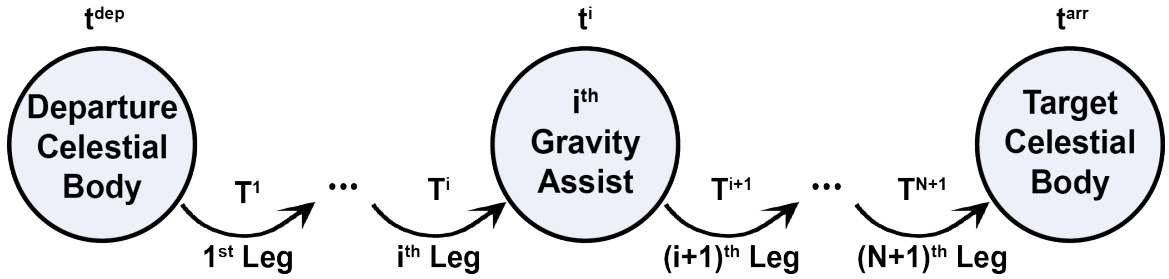 t^dep
t^i
t^arr
Departure
Celestial
Body
i^th
Gravity
Assist
Target
Celestial
Body
T^1
...
T^i
T^i+1
...
T^N+1
1^st Leg
i^th Leg
(i+1)^th Leg
(N+1)^th Leg